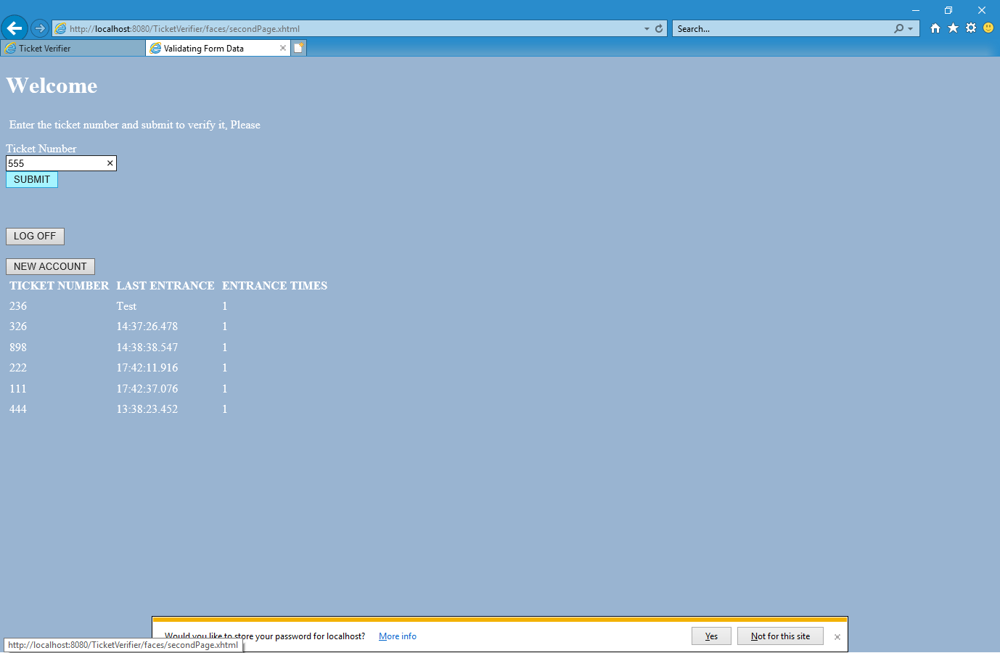 http://localhost:8080/TicketVerifier/faces/secondPage.xhtml
Search...
Ticket Verifier
Validating Form Data
Welcome
Enter the ticket number and submit to verify it, Please
Ticket Number
555
SUBMIT
LOG OFF
NEW ACCOUNT
TICKET NUMBER LAST ENTRANCE ENTRANCE TIMES
236 Test 1
326 14:37:26.478 1
898 14:38:38.547 1
222 17:42:11.916 1
111 17:42:37.076 1
444 13:38:23.452 1
Would you like to store your password for localhost? More info Yes Not for this site
http://localhost:8080/TicketVerifier/faces/secondPage.xhtml